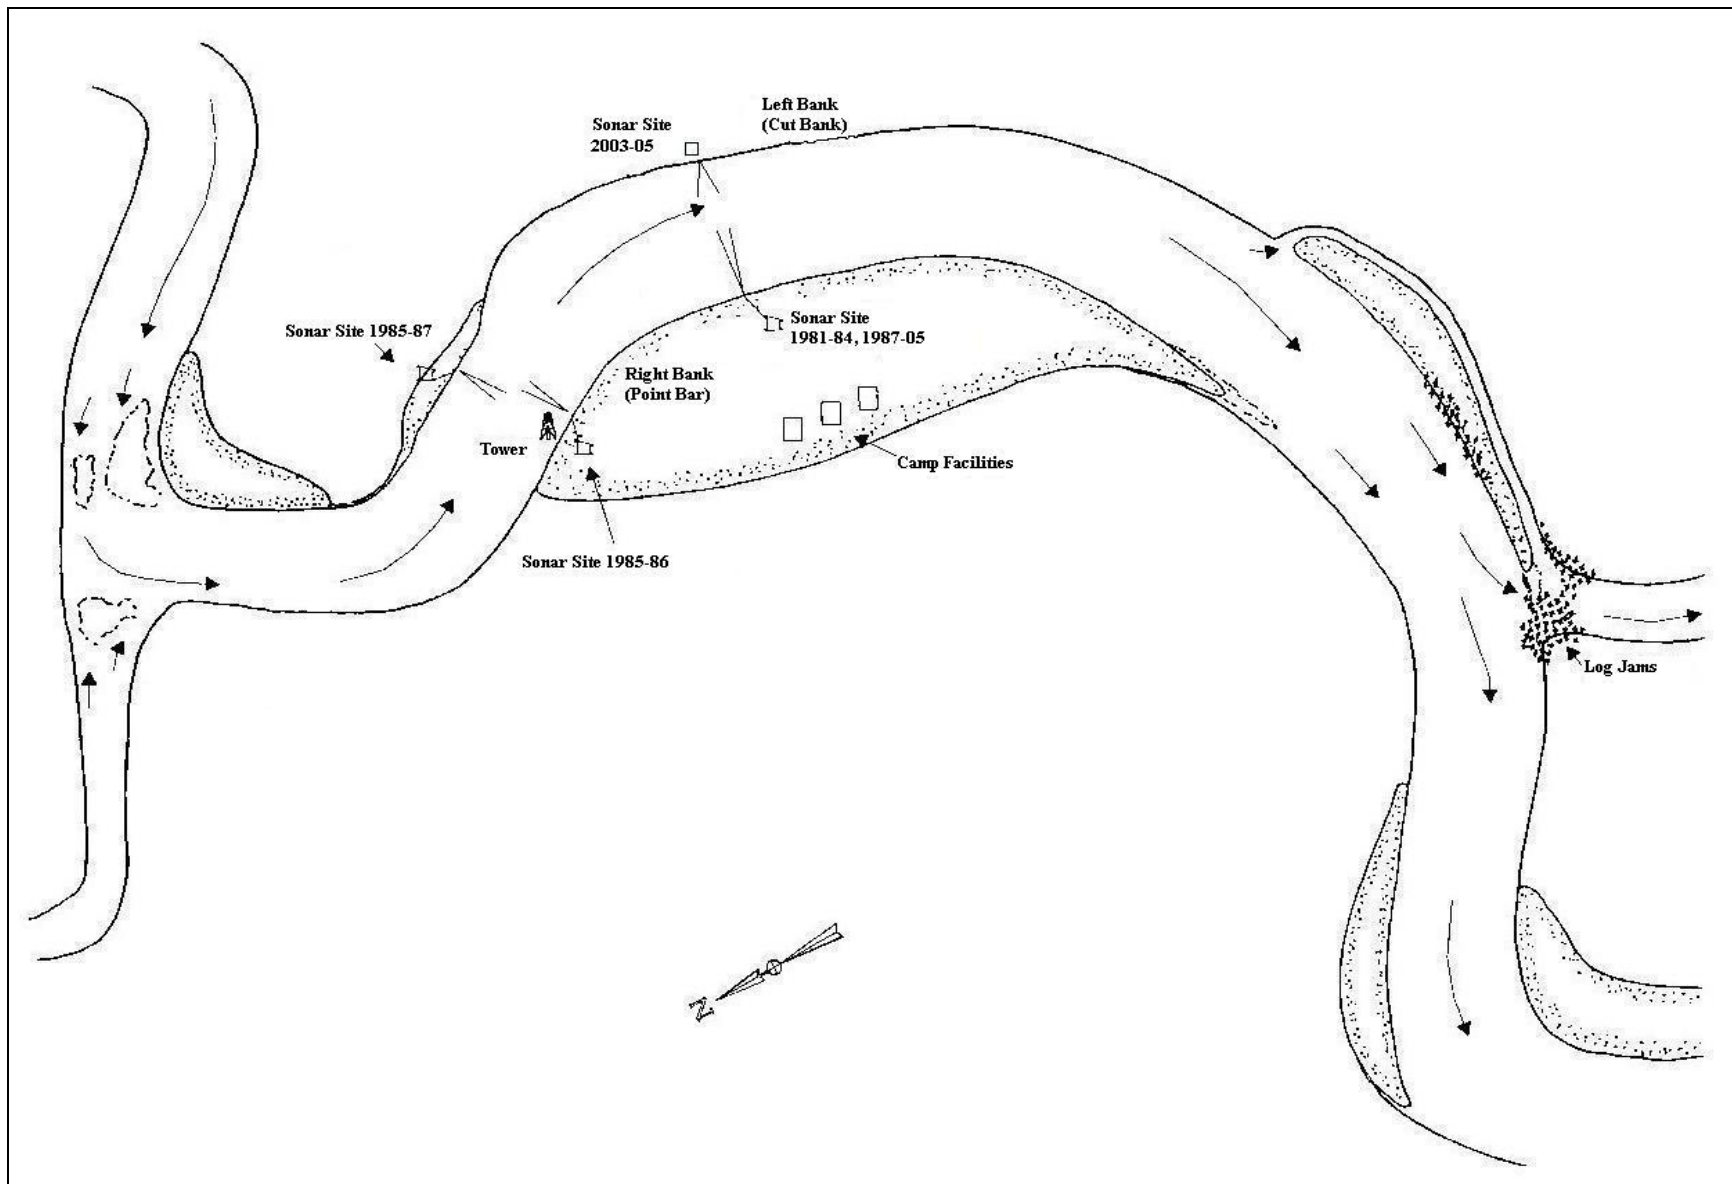 Left Bank
(Cut Bank)
Sonar Site
2003-05
Sonar Site 1985-87
Sonar Site
1981-84, 1987-05
Right Bank
(Point Bar)
Tower
Camp Facilities
Sonar Site 1985-86
Log Jams
N